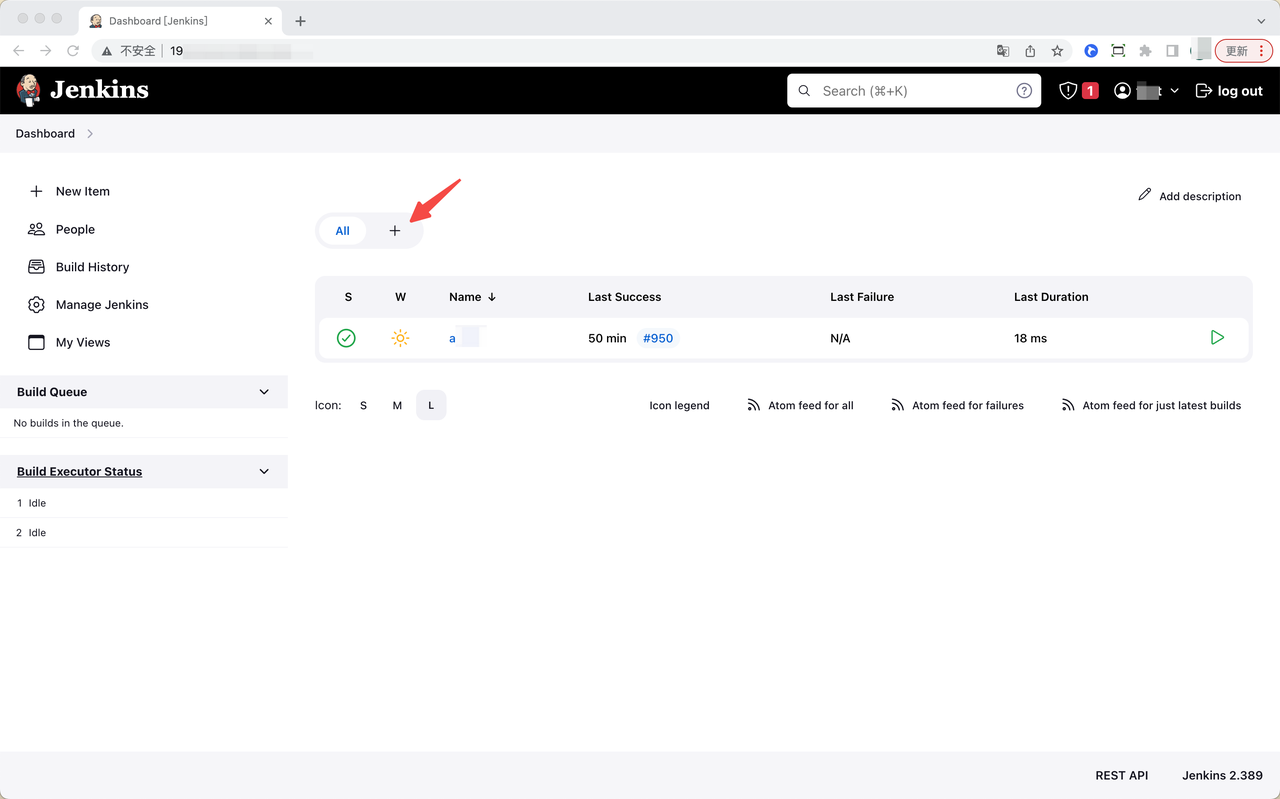 Dashboard [Jenkins]
不安全 19 更新
Jenkins Search (⌘+K) 1 log out
Dashboard
New Item
Add description
People
All
Build History
S W Name ↓ Last Success Last Failure Last Duration
Manage Jenkins
a 50 min #950 N/A 18 ms
My Views
Build Queue
Icon: S M L Icon legend Atom feed for all Atom feed for failures Atom feed for just latest builds
No builds in the queue.
Build Executor Status
1 Idle
2 Idle
REST API Jenkins 2.389